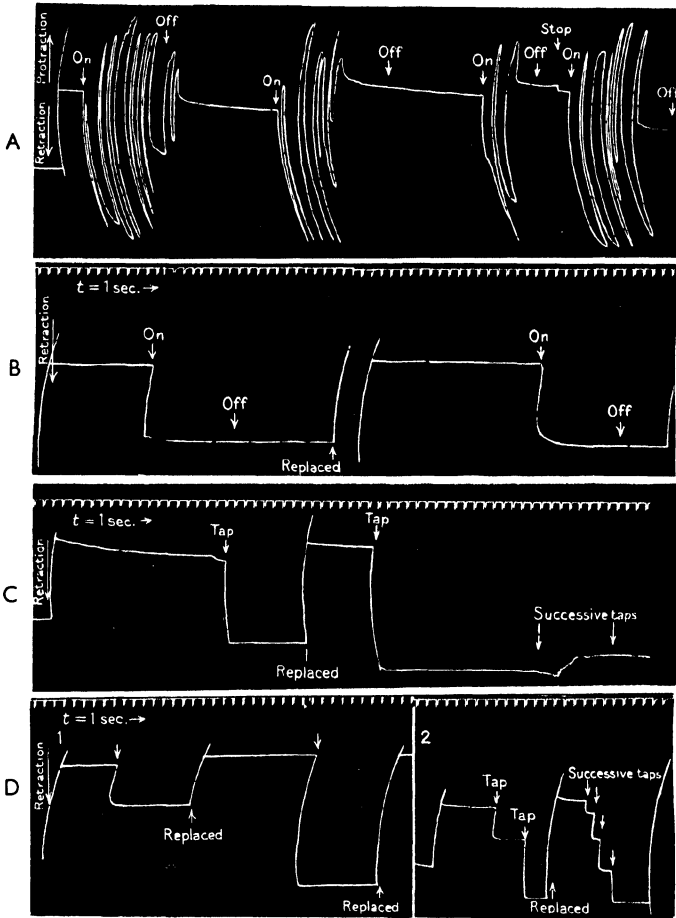 A
Retraction Protraction
On
Off
On
Off
On
Off
Stop
On
Off
B
t = 1 sec. →
Retraction
On
Off
Replaced
On
Off
C
t = 1 sec. →
Retraction
Tap
Replaced
Tap
Successive taps
D
t = 1 sec. →
1
Retraction
Replaced
Replaced
2
Tap
Tap
Replaced
Successive taps